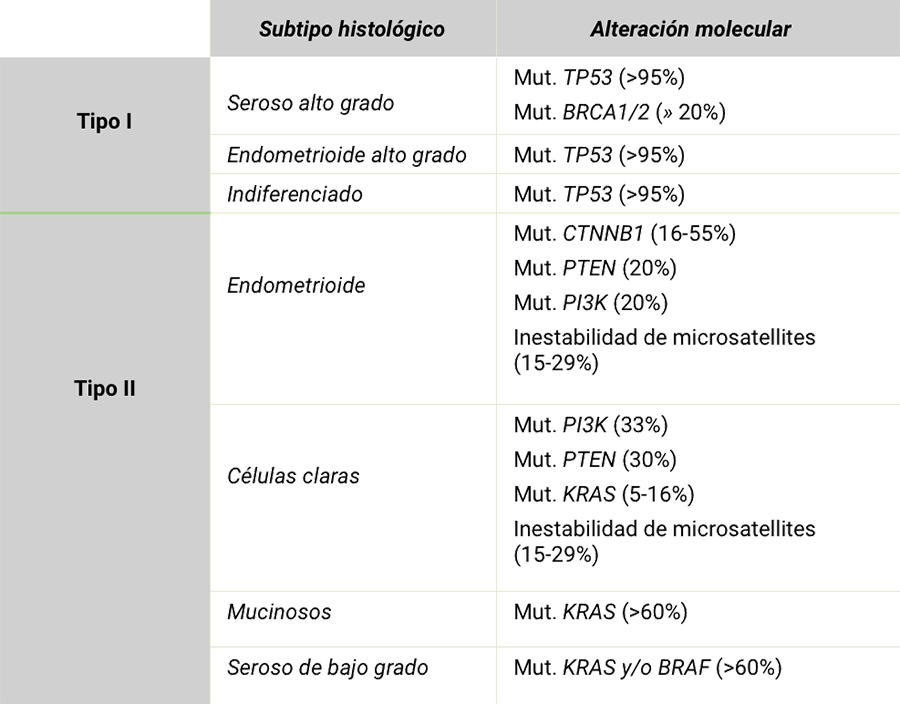 Subtipo histológico
Alteración molecular
Tipo I
Seroso alto grado
Mut. TP53 (>95%)
Mut. BRCA1/2 (» 20%)
Endometrioide alto grado
Mut. TP53 (>95%)
Indiferenciado
Mut. TP53 (>95%)
Tipo II
Endometrioide
Mut. CTNNB1 (16-55%)
Mut. PTEN (20%)
Mut. PI3K (20%)
Inestabilidad de microsatellites
(15-29%)
Células claras
Mut. PI3K (33%)
Mut. PTEN (30%)
Mut. KRAS (5-16%)
Inestabilidad de microsatellites
(15-29%)
Mucinosos
Mut. KRAS (>60%)
Seroso de bajo grado
Mut. KRAS y/o BRAF (>60%)